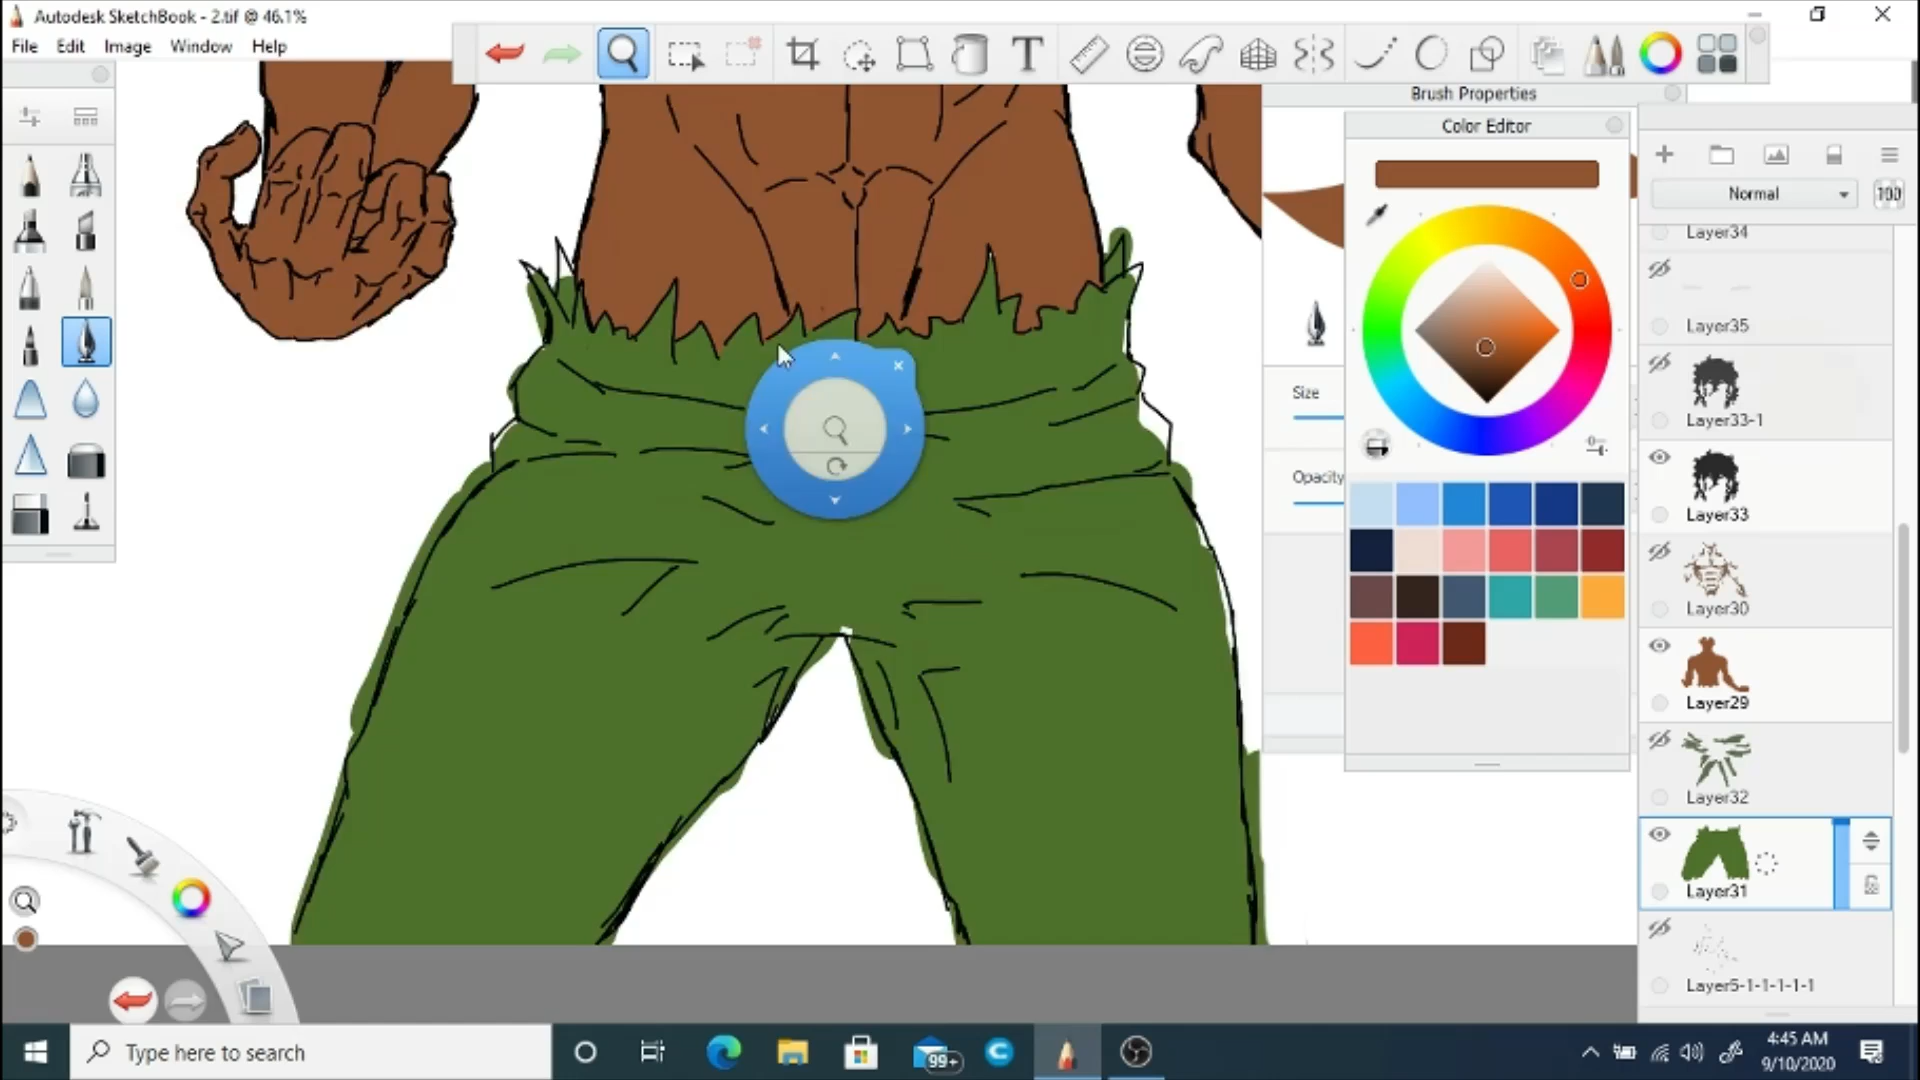 Autodesk SketchBook - 2.tif @ 46.1%
File Edit Image Window Help
T
Brush Properties
Color Editor
Size
Opacity
Normal 100
Layer34
Layer35
Layer33-1
Layer33
Layer30
Layer29
Layer32
Layer31
Layer5-1-1-1-1-1
Type here to search
99+
4:45 AM
9/10/2020